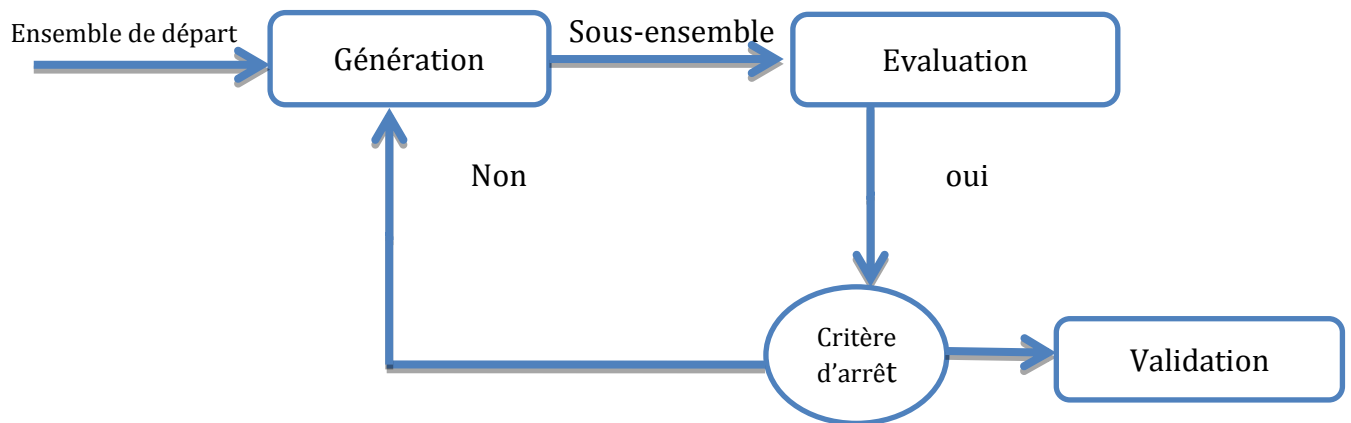 Ensemble de départ
Génération
Sous-ensemble
Evaluation
Non
oui
Critère
d'arrêt
Validation